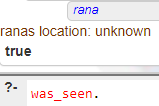 rana
ranas location: unknown
true
?- was_seen.